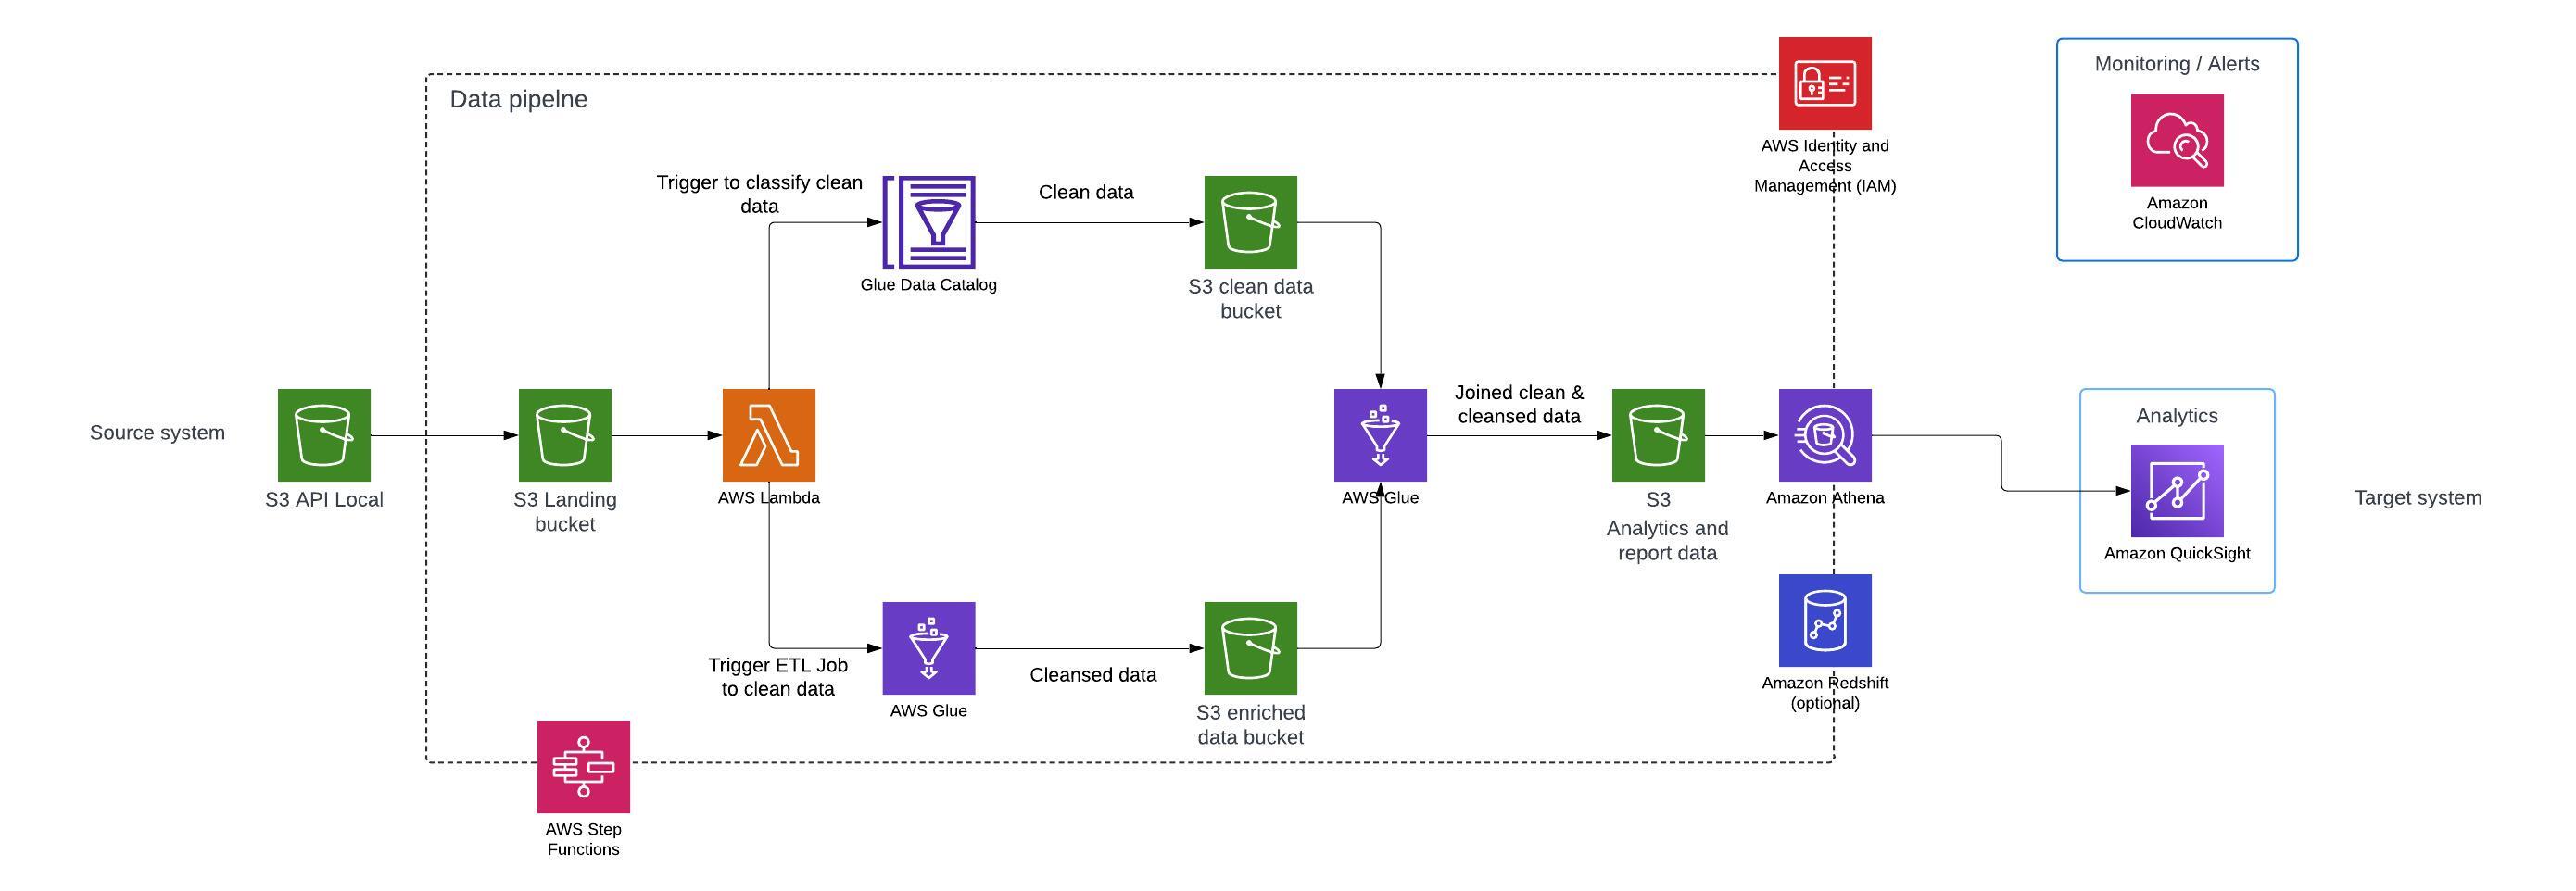 Data pipelne
AWS Identity and
Access
Management (IAM)
Monitoring / Alerts
Amazon
CloudWatch
Trigger to classify clean
data
Glue Data Catalog
Clean data
S3 clean data
bucket
Source system
S3 API Local
S3 Landing
bucket
AWS Lambda
AWS Glue
Joined clean &
cleansed data
S3
Analytics and
report data
Amazon Athena
Analytics
Amazon QuickSight
Target system
Trigger ETL Job
to clean data
AWS Glue
Cleansed data
S3 enriched
data bucket
Amazon Redshift
(optional)
AWS Step
Functions